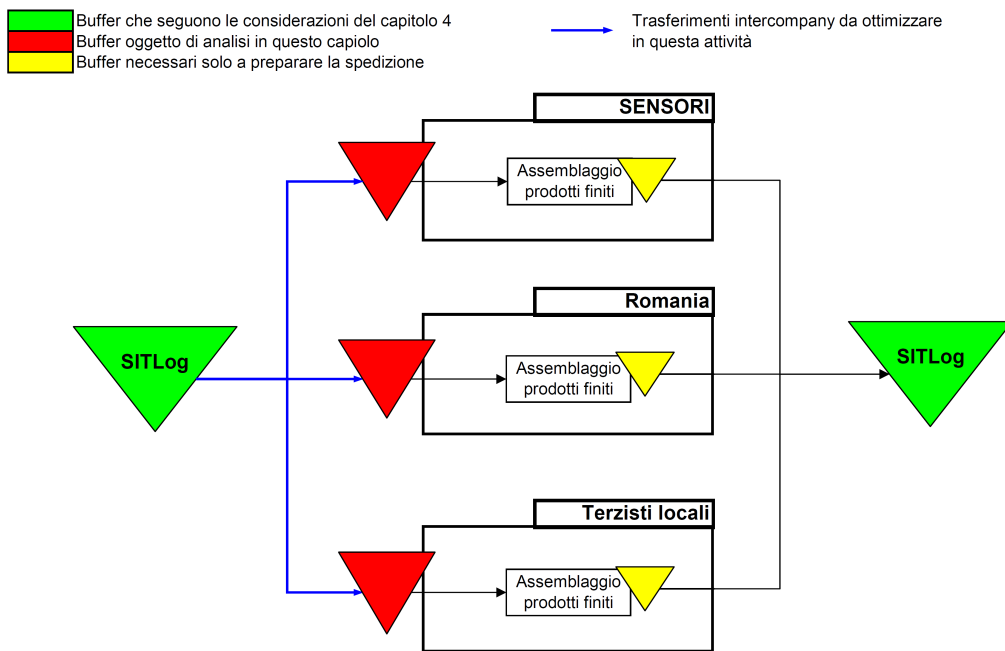 Buffer che seguono le considerazioni del capitolo 4
Buffer oggetto di analisi in questo capiolo
Buffer necessari solo a preparare la spedizione
Trasferimenti intercompany da ottimizzare
in questa attività
SENSORI
Assemblaggio
prodotti finiti
Romania
SITLog
Assemblaggio
prodotti finiti
SITLog
Terzisti locali
Assemblaggio
prodotti finiti